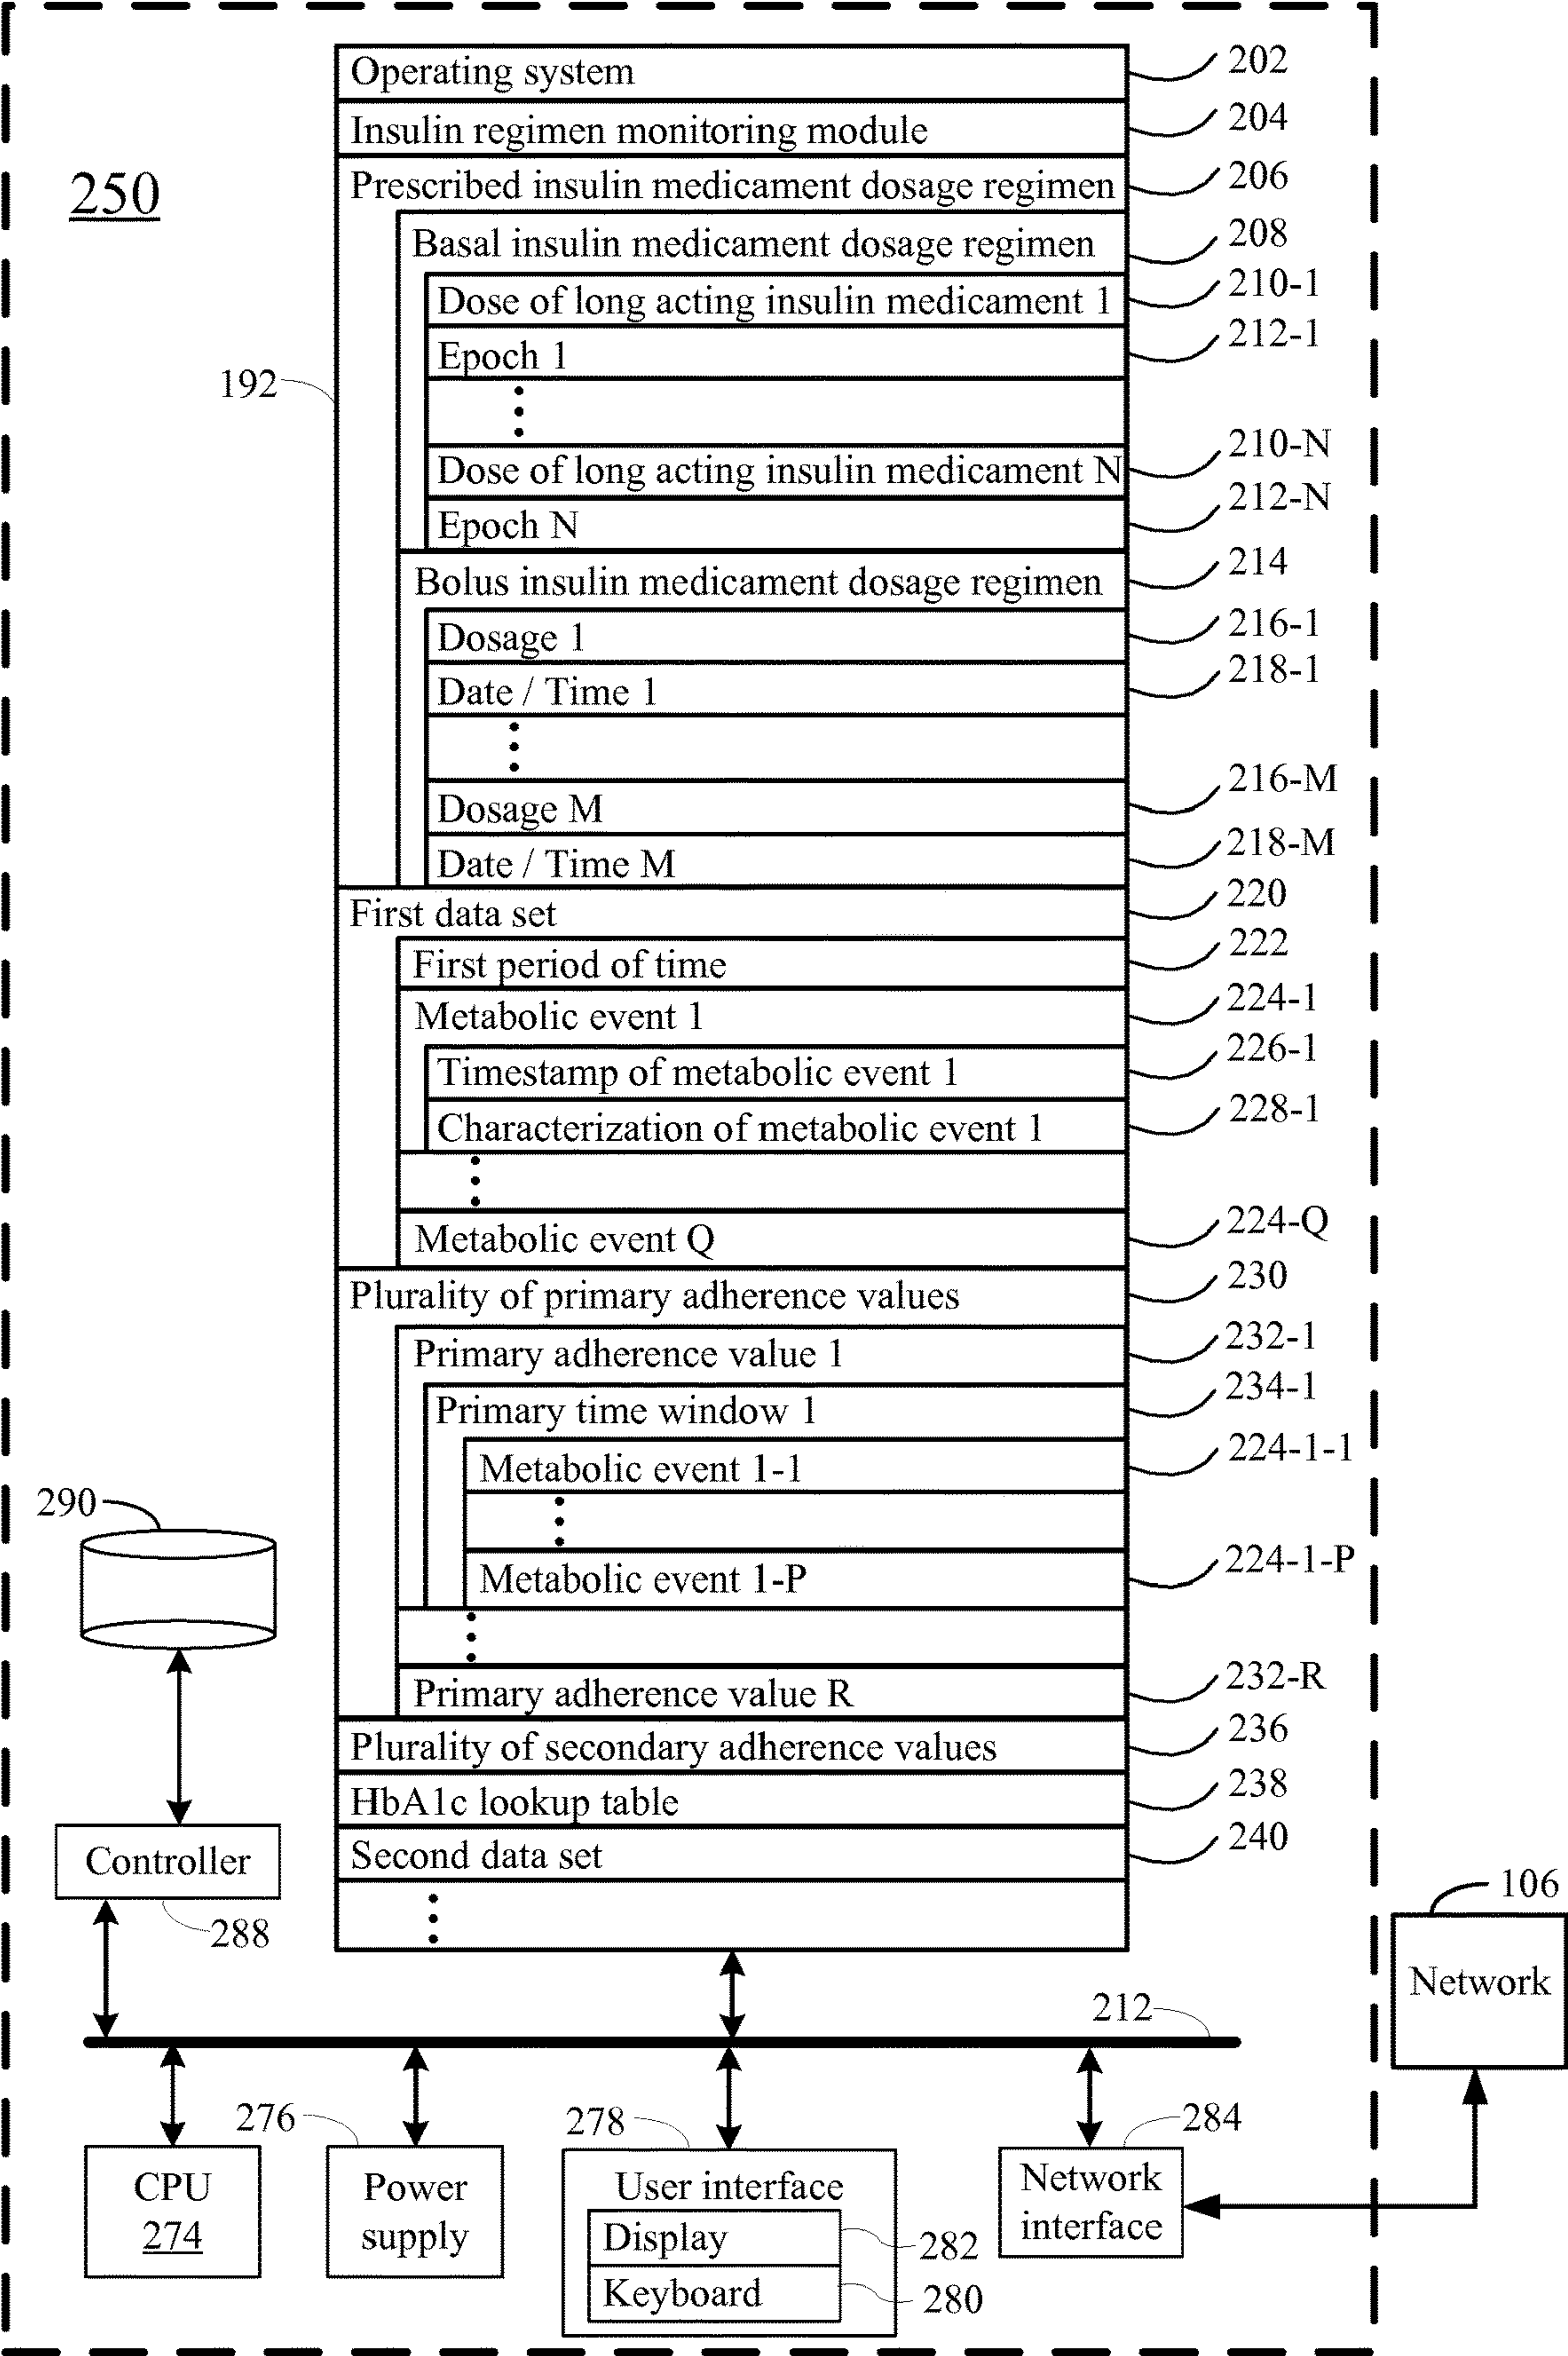 250
Operating system 202
Insulin regimen monitoring module 204
Prescribed insulin medicament dosage regimen 206
Basal insulin medicament dosage regimen 208
Dose of long acting insulin medicament 1 210-1
Epoch 1 212-1
192
Dose of long acting insulin medicament N 210-N
Epoch N 212-N
Bolus insulin medicament dosage regimen 214
Dosage 1 216-1
Date / Time 1 218-1
Dosage M 216-M
Date / Time M 218-M
First data set 220
First period of time 222
Metabolic event 1 224-1
Timestamp of metabolic event 1 226-1
Characterization of metabolic event 1 228-1
Metabolic event Q 224-Q
Plurality of primary adherence values 230
Primary adherence value 1 232-1
Primary time window 1 234-1
Metabolic event 1-1 224-1-1
Metabolic event 1-P 224-1-P
Primary adherence value R 232-R
Plurality of secondary adherence values 236
HbA1c lookup table 238
Second data set 240
290
Controller
288
106
Network
212
CPU
274
276
Power
supply
278
User interface
Display 282
Keyboard 280
284
Network
interface